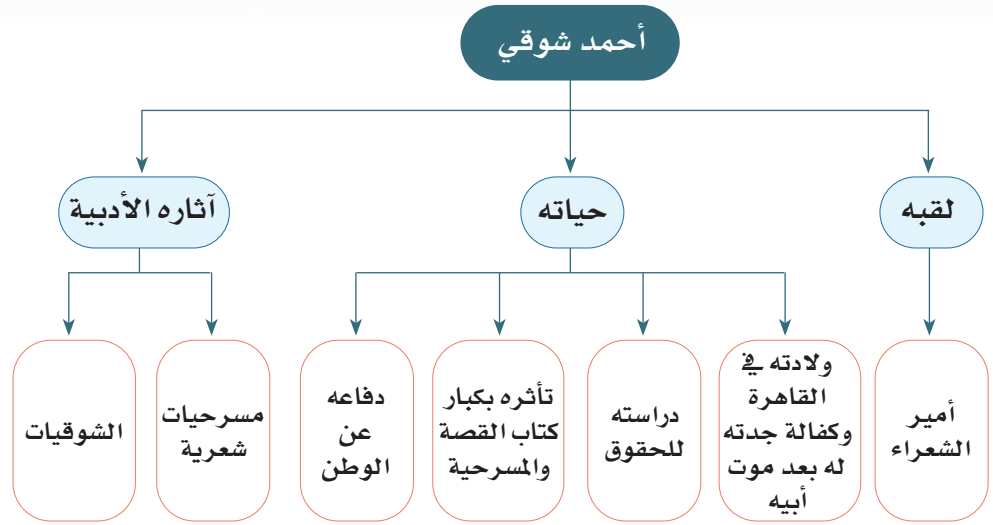 أحمد شوقي
لقبه
حياته
آثاره الأدبية
أمير
الشعراء
ولادته في
القاهرة
وكفالة جدته
له بعد موت
أبيه
دراسته
للحقوق
تأثره بكبار
كتاب القصة
والمسرحية
دفاعه
عن
الوطن
مسرحيات
شعرية
الشوقيات